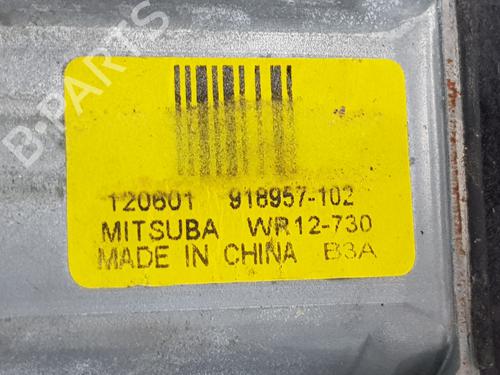 B-PARTS
120601 918957-102
MITSUBA WR12-730
MADE IN CHINA B3A